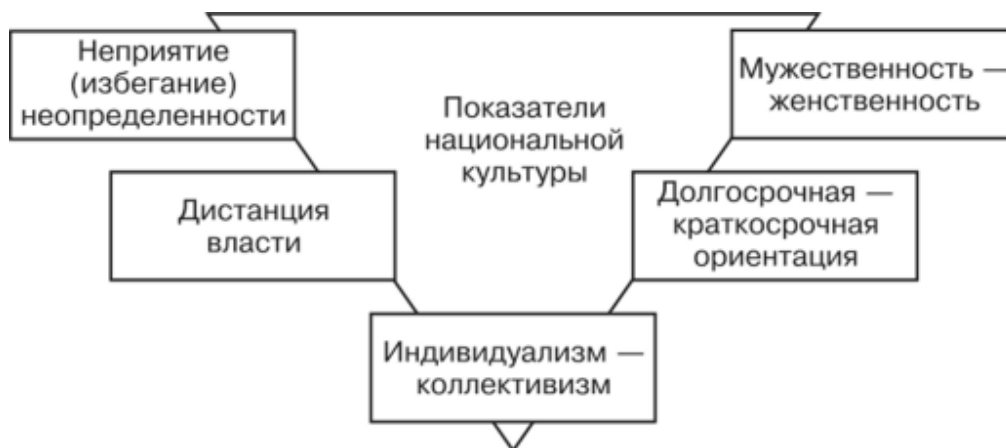 Неприятие
(избегание)
неопределенности
Мужественность —
женственность
Показатели
национальной
культуры
Дистанция
власти
Долгосрочная —
краткосрочная
ориентация
Индивидуализм —
коллективизм